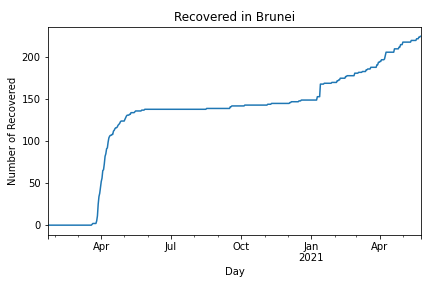 Recovered in Brunei
Number of Recovered
200
150
100
50
0
Apr
Jul
Oct
Jan
2021
Apr
Day